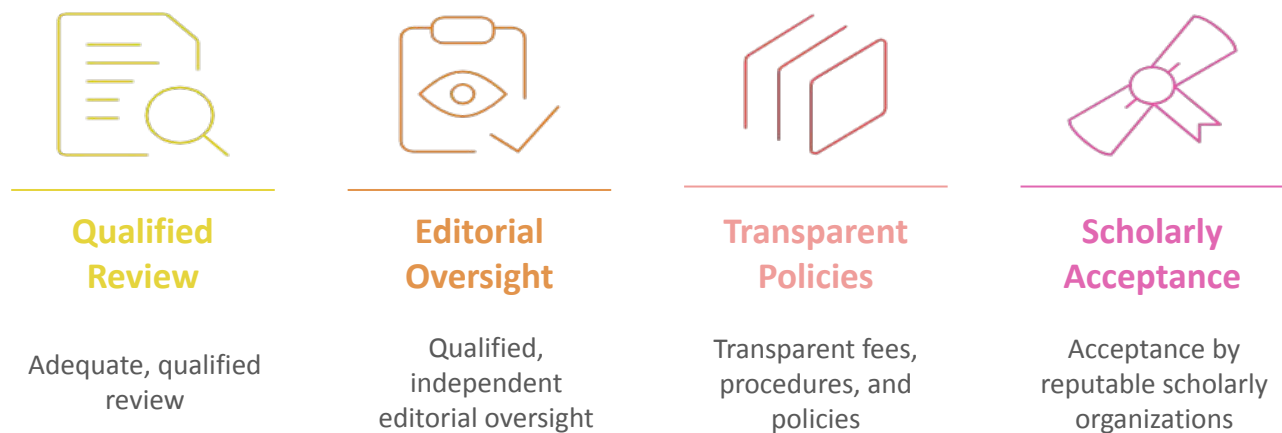 Qualified
Review
Adequate, qualified
review
Editorial
Oversight
Qualified,
independent
editorial oversight
Transparent
Policies
Transparent fees,
procedures, and
policies
Scholarly
Acceptance
Acceptance by
reputable scholarly
organizations